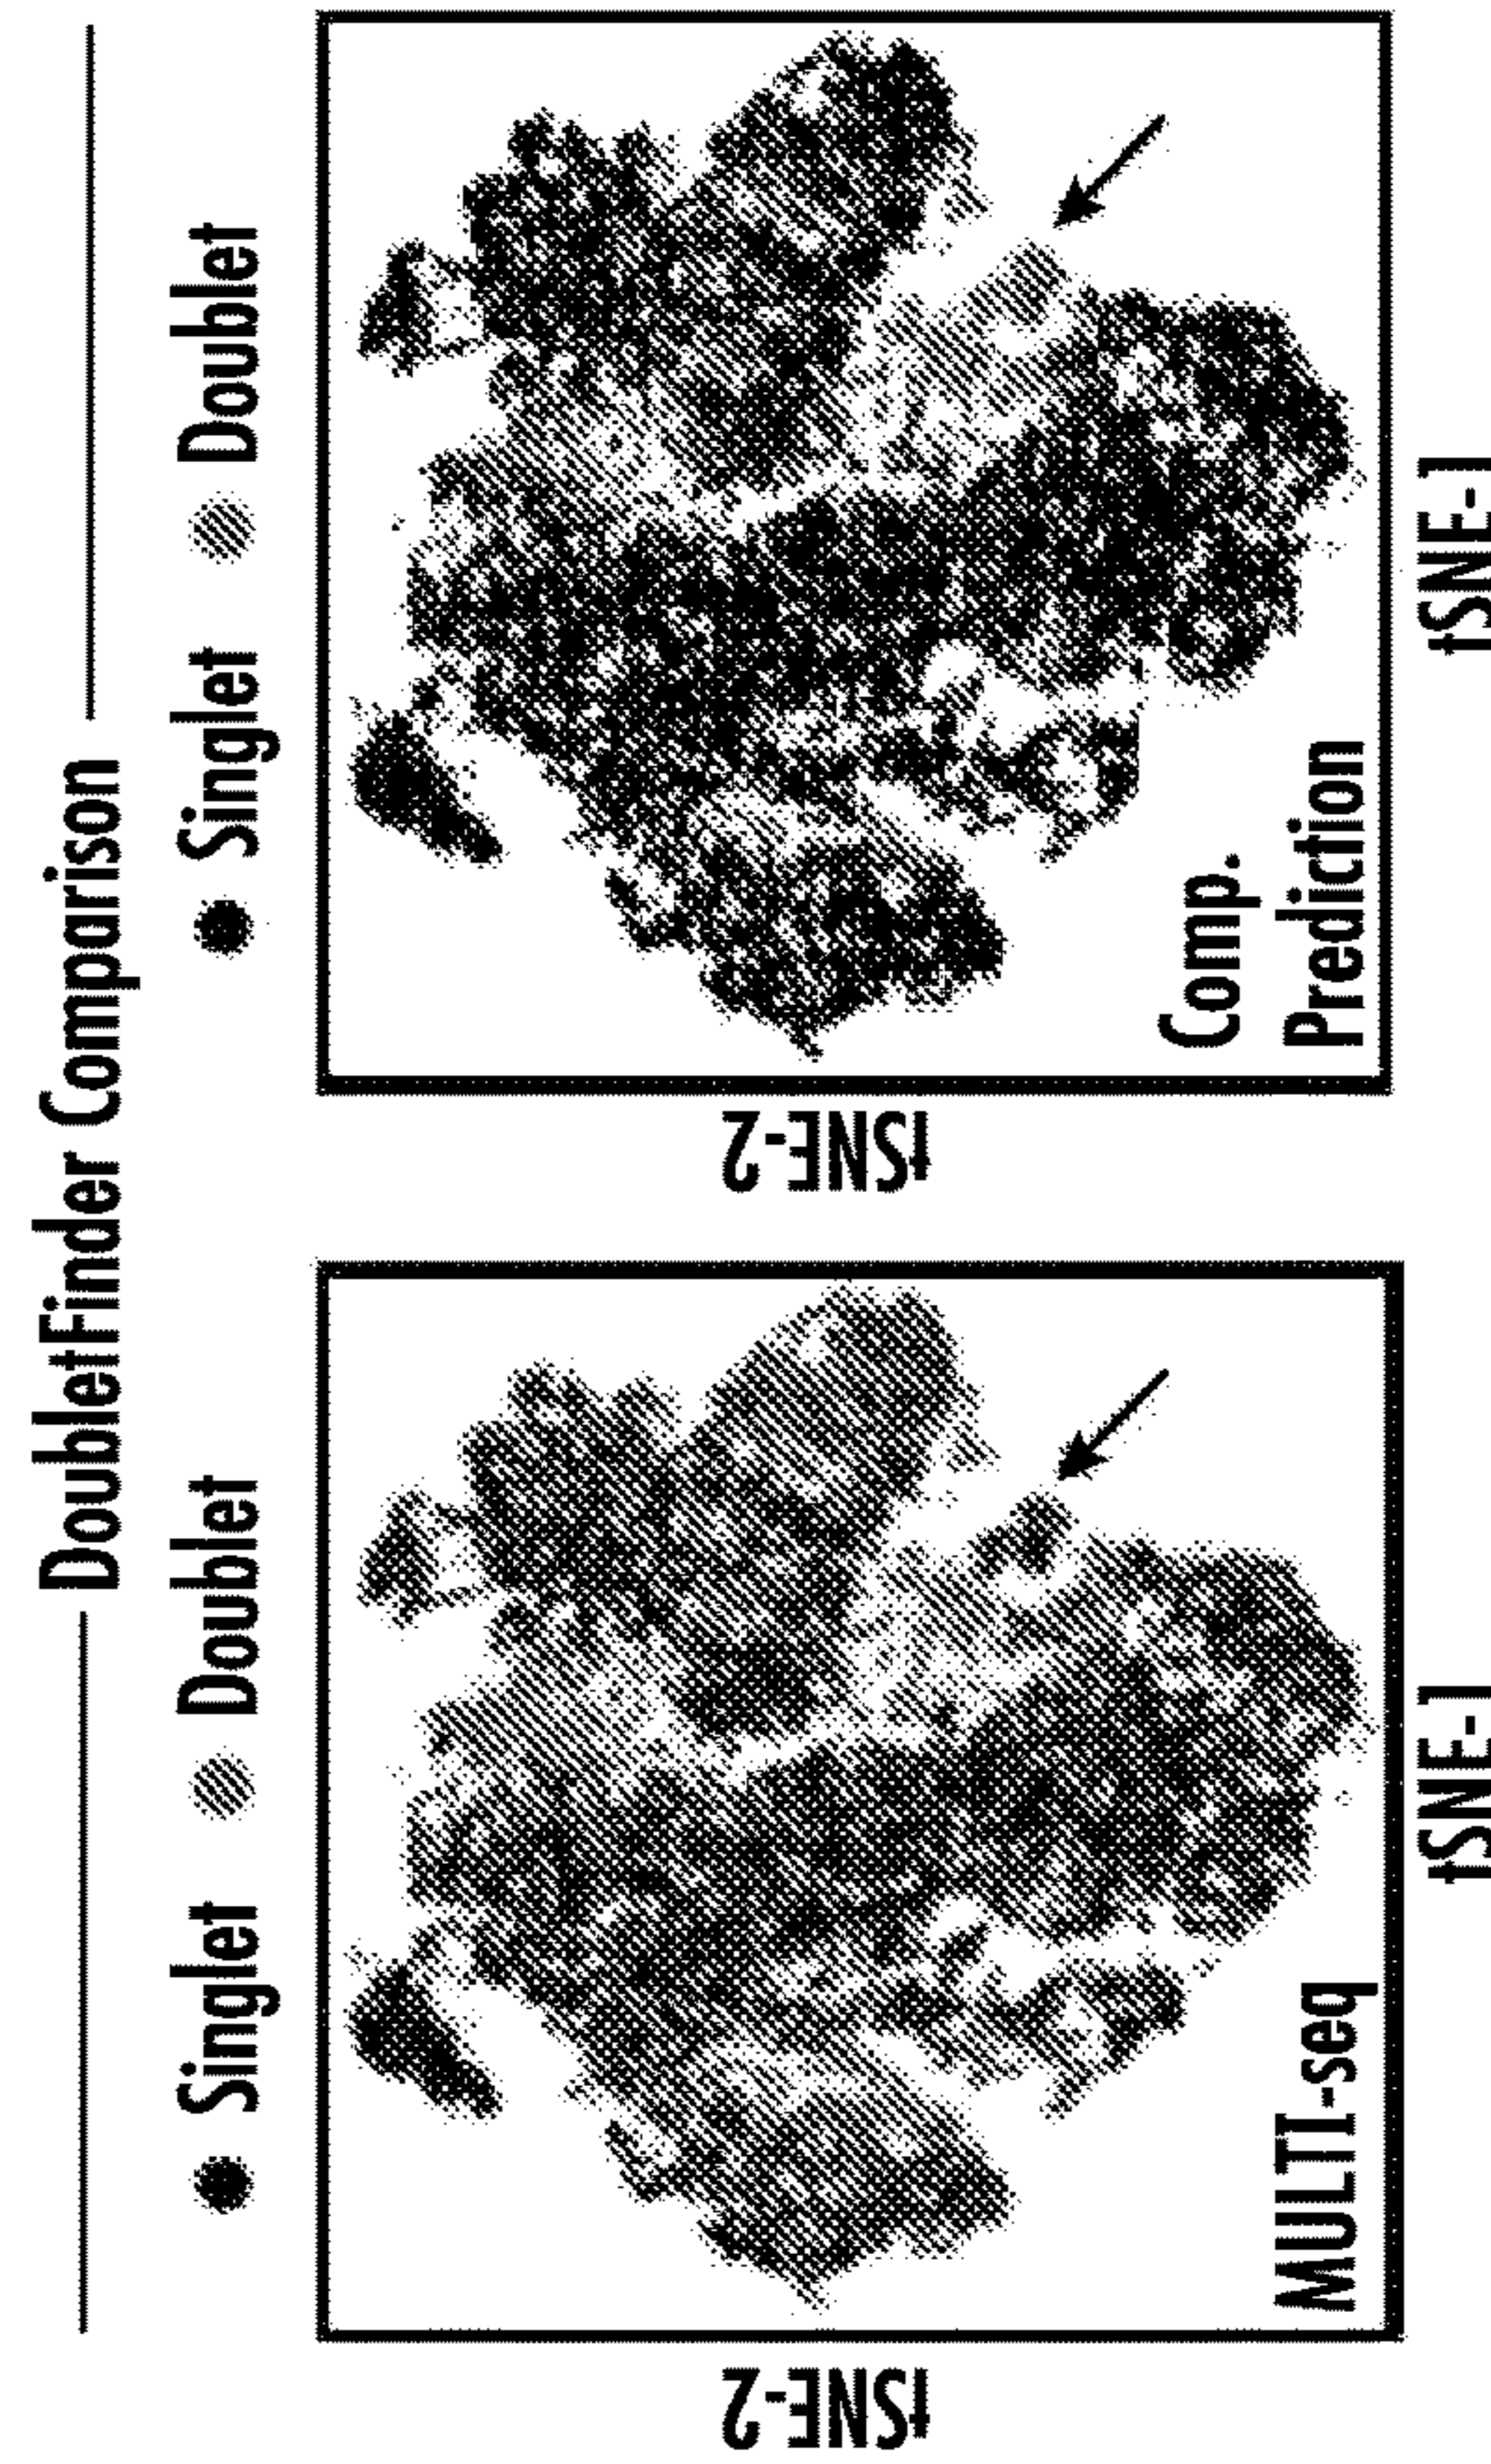 DoubletFinder Comparison
Singlet
Doublet
Singlet
Doublet
tSNE-2
MULTI-seq
tSNE-1
tSNE-2
Comp.
Prediction
tSNE-1